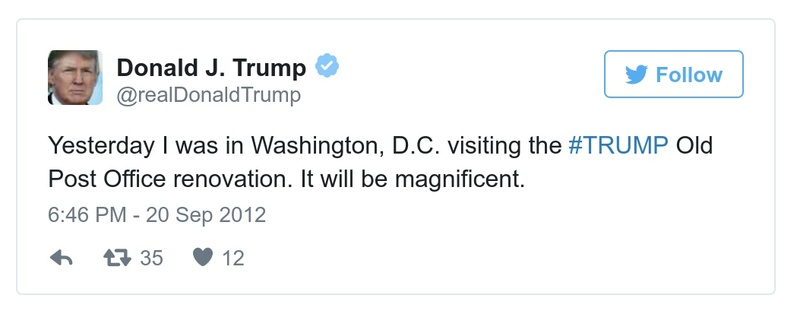 Donald J. Trump
Follow
@realDonaldTrump
Yesterday I was in Washington, D.C. visiting the #TRUMP Old
Post Office renovation. It will be magnificent.
6:46 PM - 20 Sep 2012
35 12